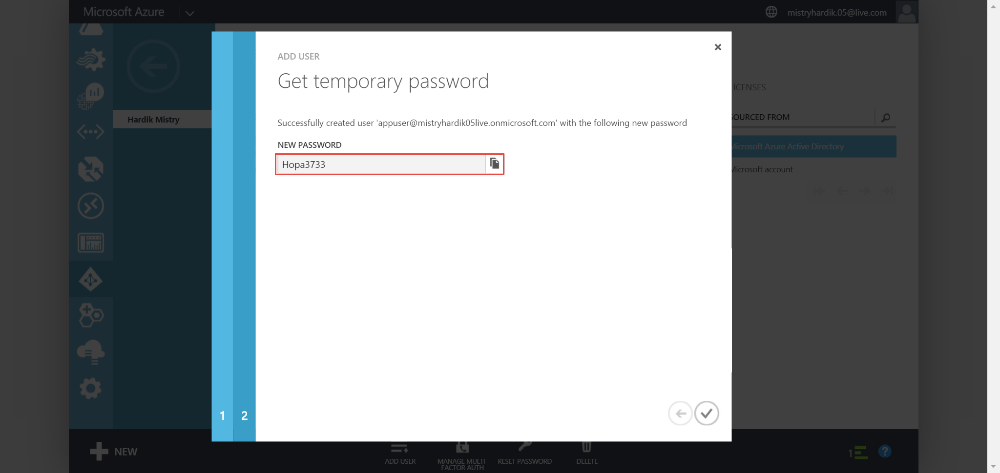 Microsoft Azure
mistryhardik.05@live.com
ADD USER
Get temporary password
LICENSES
Hardik Mistry
SOURCED FROM
Successfully created user 'appuser@mistryhardik05live.onmicrosoft.com' with the following new password
NEW PASSWORD
Microsoft Azure Active Directory
Hopa3733
Microsoft account
1 2
NEW
ADD USER
MANAGE MULTI-
FACTOR AUTH
RESET PASSWORD
DELETE
1
?